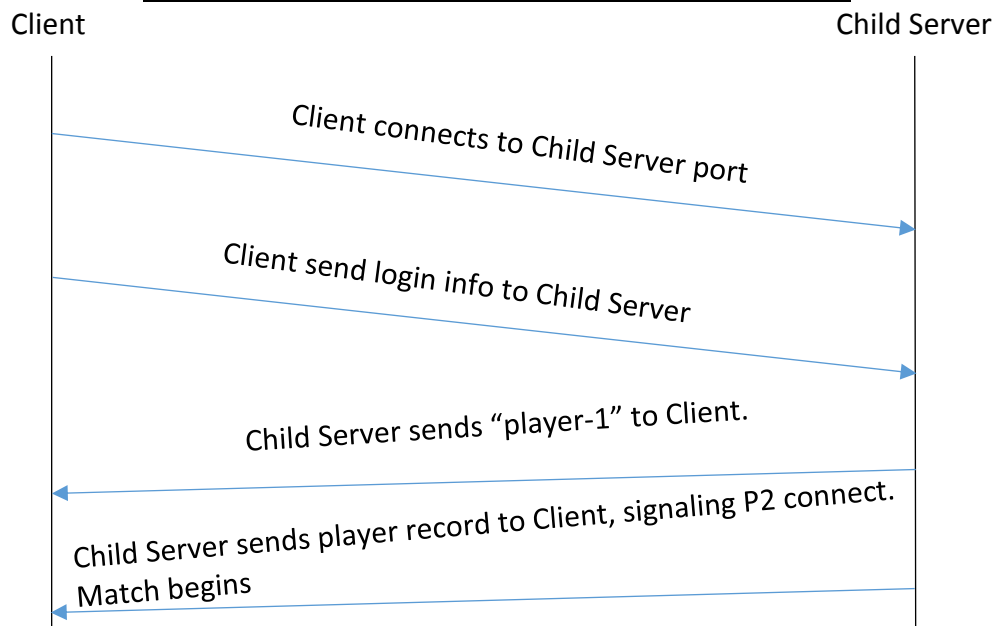 Client
Child Server
Client connects to Child Server port
Client send login info to Child Server
Child Server sends “player-1” to Client.
Child Server sends player record to Client, signaling P2 connect.
Match begins